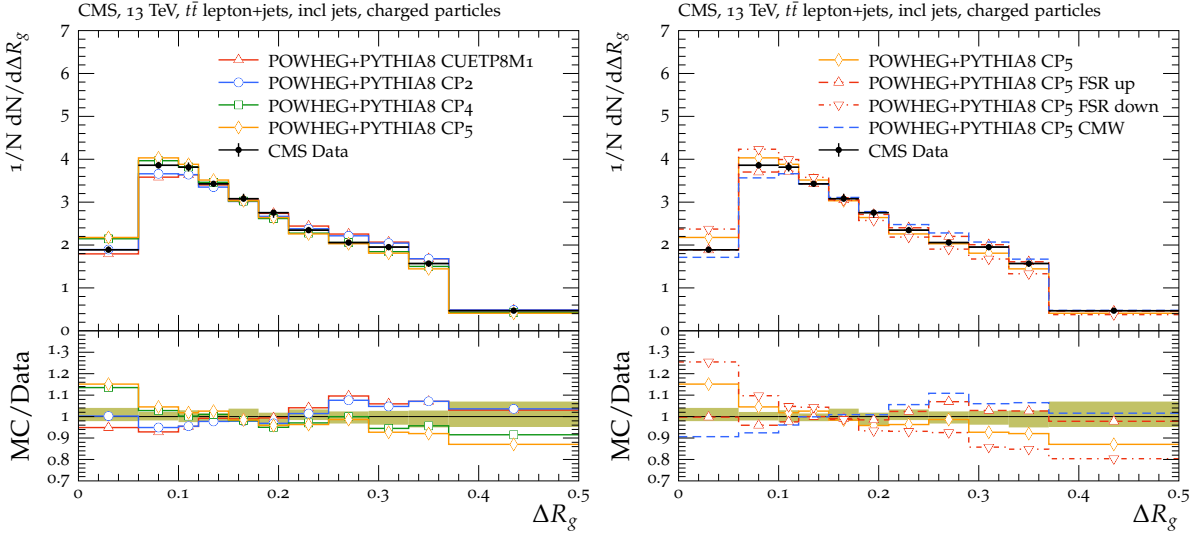 CMS, 13 TeV, tt̄ lepton+jets, incl jets, charged particles
1/N dN/dΔR_g
7
6
5
4
3
2
1
0
POWHEG+PYTHIA8 CUETP8M1
POWHEG+PYTHIA8 CP2
POWHEG+PYTHIA8 CP4
POWHEG+PYTHIA8 CP5
CMS Data
MC/Data
1.3
1.2
1.1
1
0.9
0.8
0.7
0 0.1 0.2 0.3 0.4 0.5
ΔR_g
CMS, 13 TeV, tt̄ lepton+jets, incl jets, charged particles
1/N dN/dΔR_g
7
6
5
4
3
2
1
0
POWHEG+PYTHIA8 CP5
POWHEG+PYTHIA8 CP5 FSR up
POWHEG+PYTHIA8 CP5 FSR down
POWHEG+PYTHIA8 CP5 CMW
CMS Data
MC/Data
1.3
1.2
1.1
1
0.9
0.8
0.7
0 0.1 0.2 0.3 0.4 0.5
ΔR_g